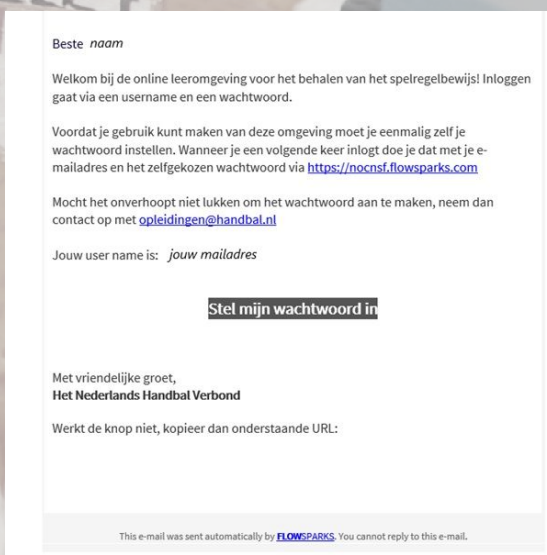 Beste naam
Welkom bij de online leeromgeving voor het behalen van het spelregelbewijs! Inloggen
gaat via een username en een wachtwoord.
Voordat je gebruik kunt maken van deze omgeving moet je eenmalig zelf je
wachtwoord instellen. Wanneer je een volgende keer inlogt doe je dat met je e-
mailadres en het zelfgekozen wachtwoord via https://nocnsf.flowsparks.com
Mocht het onverhoopt niet lukken om het wachtwoord aan te maken, neem dan
contact op met opleidingen@handbal.nl
Jouw user name is: jouw mailadres
Stel mijn wachtwoord in
Met vriendelijke groet,
Het Nederlands Handbal Verbond
Werkt de knop niet, kopieer dan onderstaande URL:
This e-mail was sent automatically by FLOWSPARKS. You cannot reply to this e-mail.